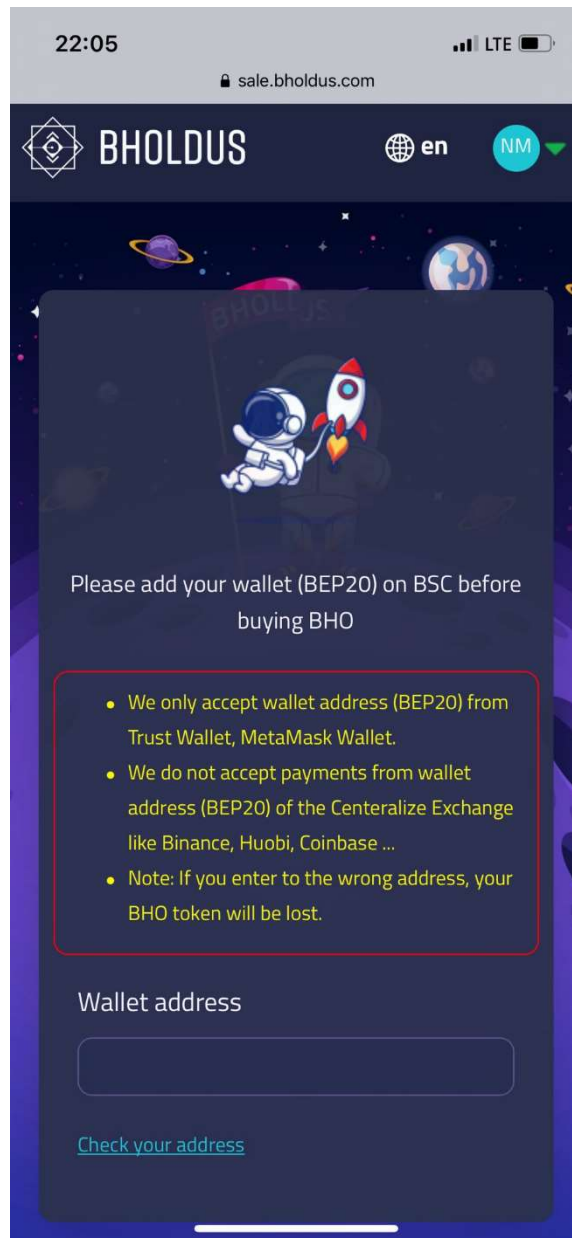 22:05
LTE
sale.bholdus.com
BHOLDUS
en
NM
Please add your wallet (BEP20) on BSC before
buying BHO
• We only accept wallet address (BEP20) from
Trust Wallet, MetaMask Wallet.
• We do not accept payments from wallet
address (BEP20) of the Centeralize Exchange
like Binance, Huobi, Coinbase ...
• Note: If you enter to the wrong address, your
BHO token will be lost.
Wallet address
Check your address